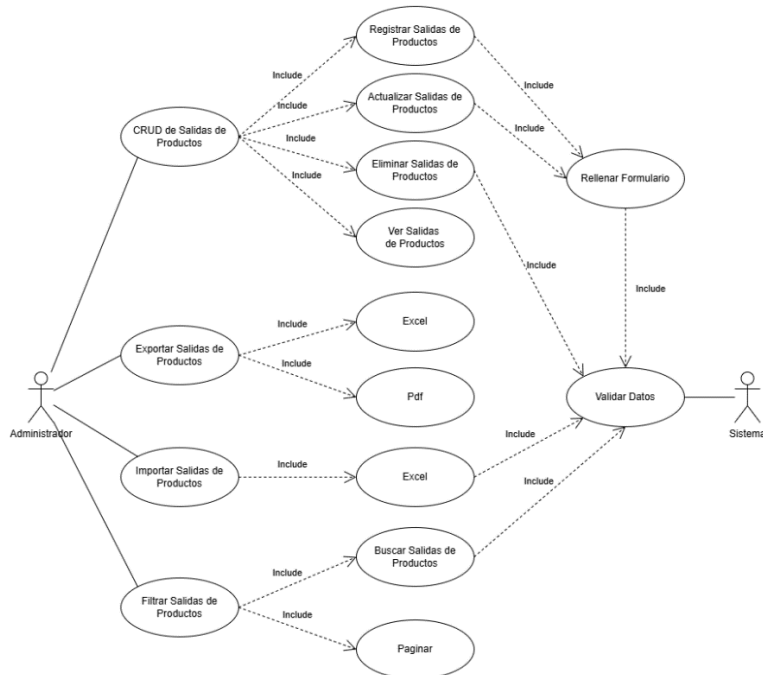 Registrar Salidas de
Productos
Include
Include
Actualizar Salidas de
Productos
Include
Include
CRUD de Salidas de
Productos
Include
Eliminar Salidas de
Productos
Rellenar Formulario
Include
Ver Salidas
de Productos
Include
Include
Include
Excel
Exportar Salidas de
Productos
Include
Pdf
Validar Datos
Administrador
Sistema
Include
Importar Salidas de
Productos
Include
Excel
Include
Buscar Salidas de
Productos
Include
Filtrar Salidas de
Productos
Include
Paginar